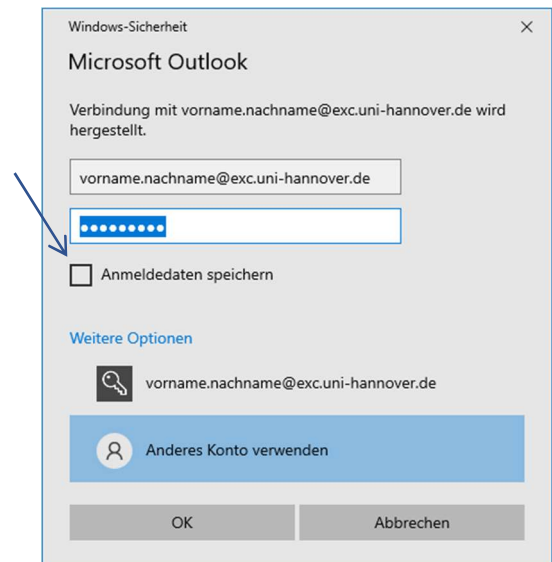 Windows-Sicherheit
Microsoft Outlook
Verbindung mit vorname.nachname@exc.uni-hannover.de wird
hergestellt.
vorname.nachname@exc.uni-hannover.de
•••••••••
Anmeldedaten speichern
Weitere Optionen
vorname.nachname@exc.uni-hannover.de
Anderes Konto verwenden
OK Abbrechen